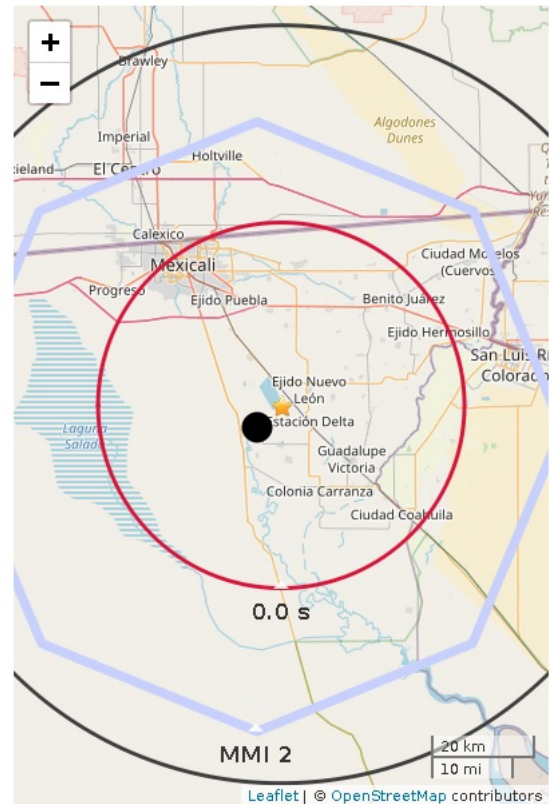 +
−
Brawley
Algodones
Dunes
Imperial
Holtville
El Centro
Calexico
Mexicali
Ciudad Morelos
(Cuervos
Progreso
Ejido Puebla
Benito Juárez
Ejido Hermosillo
San Luis R
Colorado
Ejido Nuevo
León
Estación Delta
Laguna
Salada
Guadalupe
Victoria
Colonia Carranza
Ciudad Coahuila
0.0 s
MMI 2
20 km
10 mi
Leaflet | © OpenStreetMap contributors